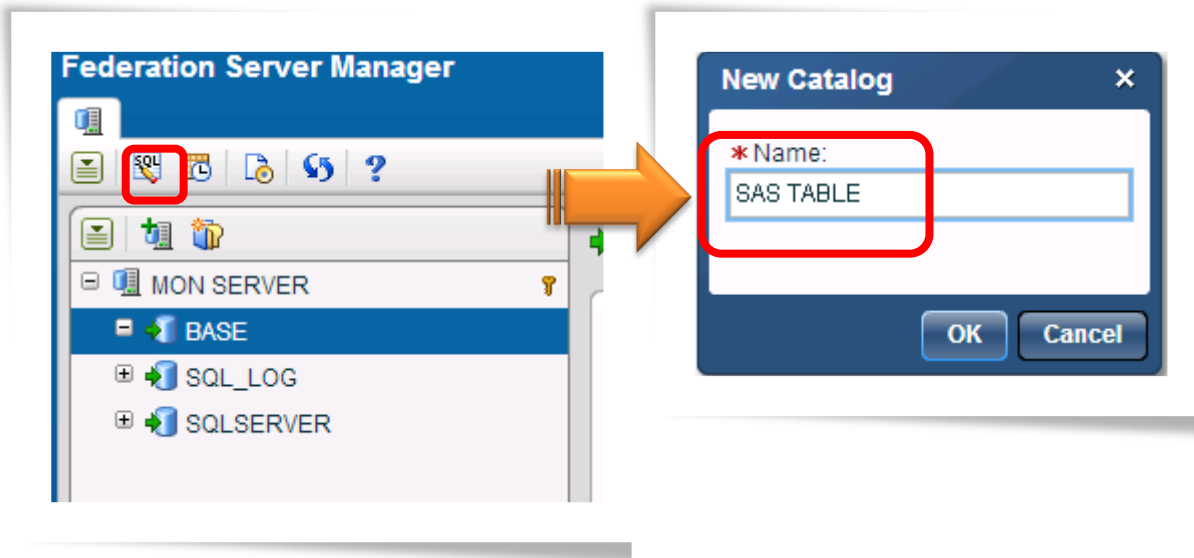 Federation Server Manager
SQL
?
MON SERVER
BASE
SQL_LOG
SQLSERVER
New Catalog
* Name:
SAS TABLE
OK
Cancel